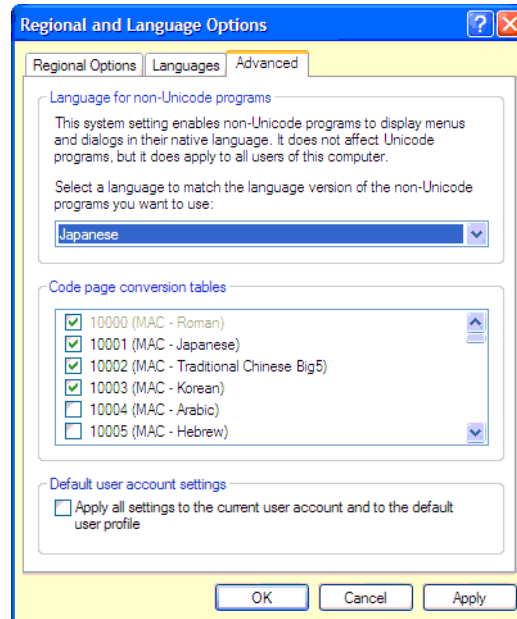 Regional and Language Options
Regional Options Languages Advanced
Language for non-Unicode programs
This system setting enables non-Unicode programs to display menus
and dialogs in their native language. It does not affect Unicode
programs, but it does apply to all users of this computer.
Select a language to match the language version of the non-Unicode
programs you want to use:
Japanese
Code page conversion tables
10000 (MAC - Roman)
10001 (MAC - Japanese)
10002 (MAC - Traditional Chinese Big5)
10003 (MAC - Korean)
10004 (MAC - Arabic)
10005 (MAC - Hebrew)
Default user account settings
Apply all settings to the current user account and to the default
user profile
OK Cancel Apply